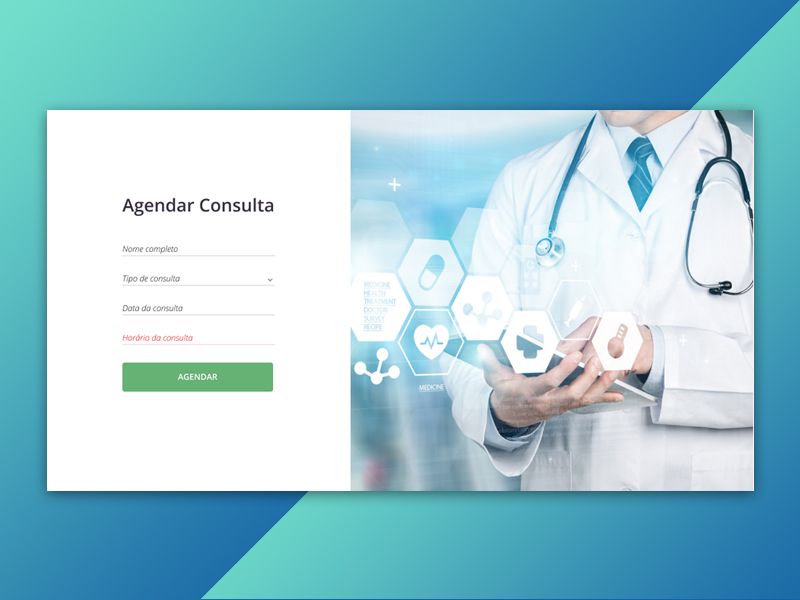 Agendar Consulta
Nome completo
Tipo de consulta
Data da consulta
Horário da consulta
AGENDAR
MEDICINE
HEALTH
TREATMENT
DOCTOR
SURVEY
RECIPE
MEDICINE